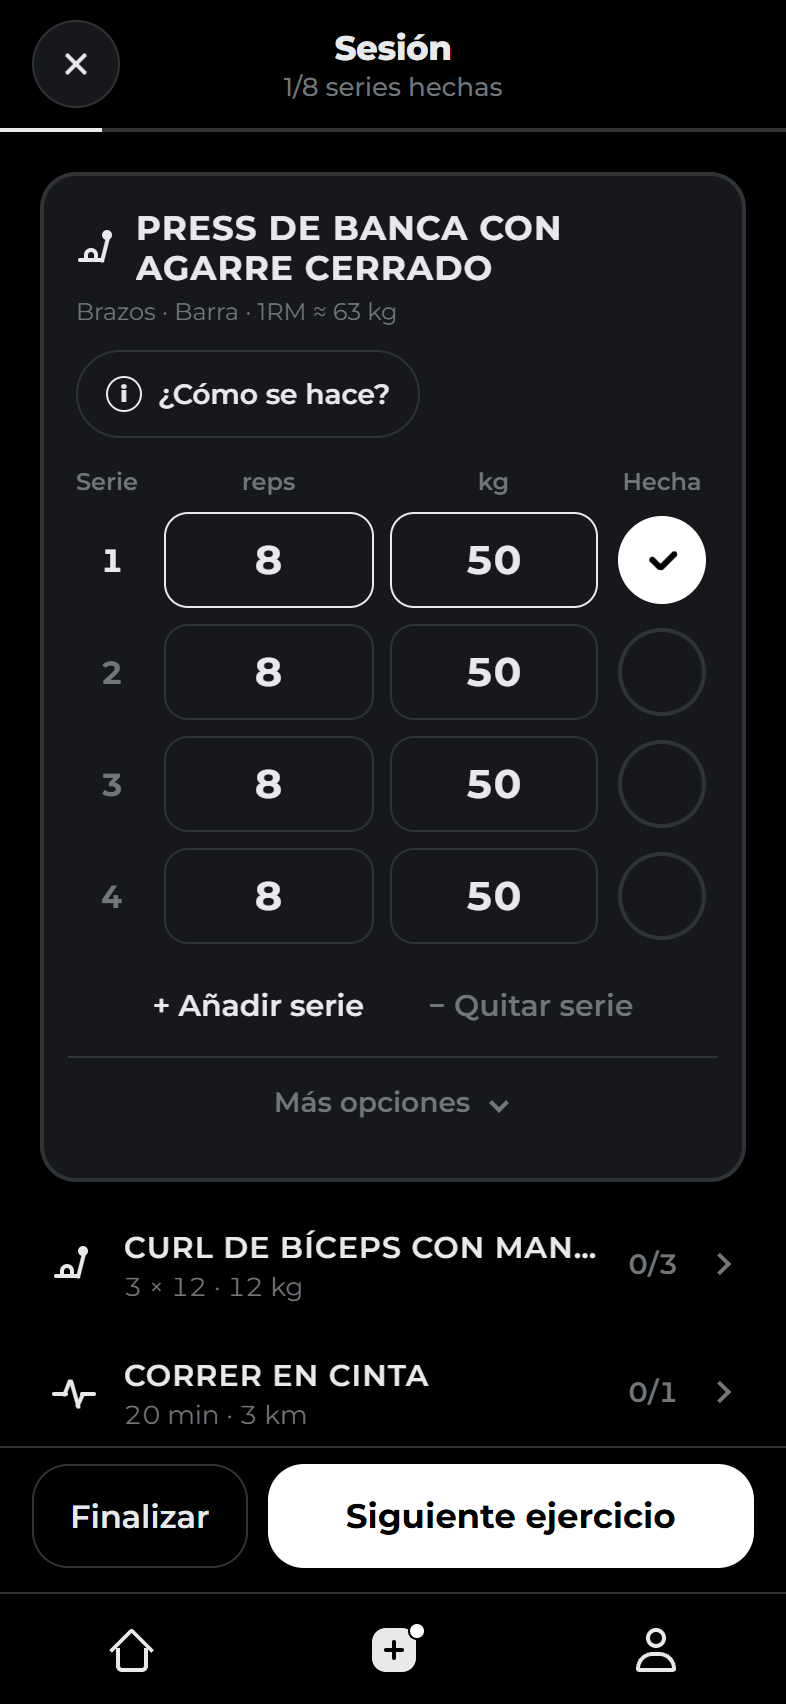 Sesión
1/8 series hechas
PRESS DE BANCA CON
AGARRE CERRADO
Brazos · Barra · 1RM ≈ 63 kg
¿Cómo se hace?
Serie reps kg Hecha
1 8 50
2 8 50
3 8 50
4 8 50
+ Añadir serie − Quitar serie
Más opciones
CURL DE BÍCEPS CON MAN... 0/3
3 × 12 · 12 kg
CORRER EN CINTA 0/1
20 min · 3 km
Finalizar Siguiente ejercicio